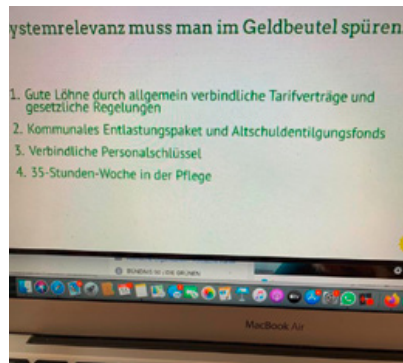 ystemrelevanz muss man im Geldbeutel spüren
1. Gute Löhne durch allgemein verbindliche Tarifverträge und
gesetzliche Regelungen
2. Kommunales Entlastungspaket und Altschuldentilgungsfonds
3. Verbindliche Personalschlüssel
4. 35-Stunden-Woche in der Pflege
BÜNDNIS 90 / DIE GRÜNEN
MacBook Air